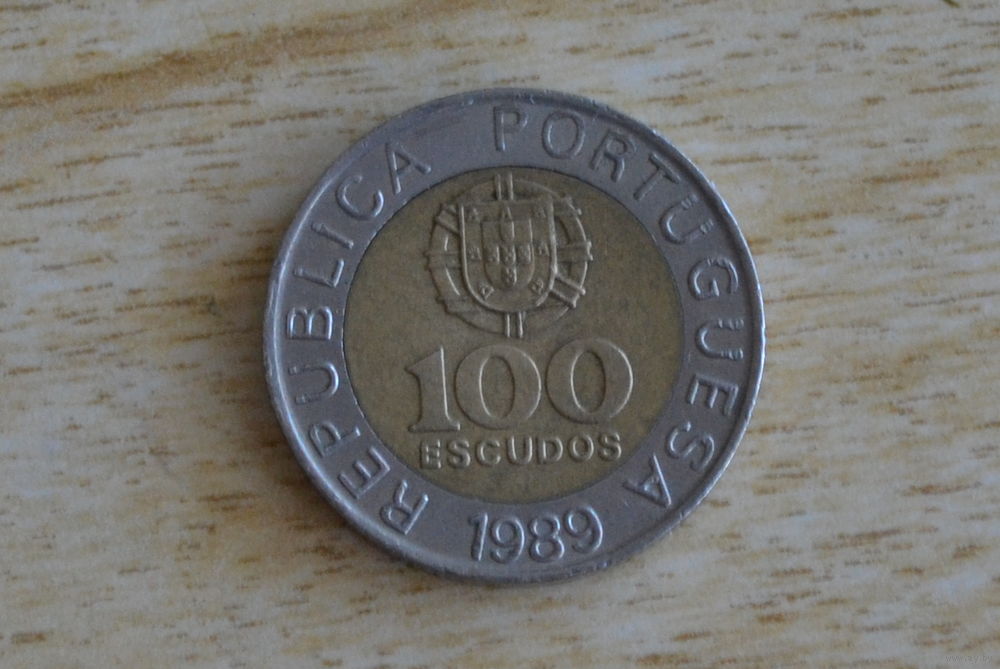 REPUBLICA PORTUGUESA
100
ESCUDOS
1989